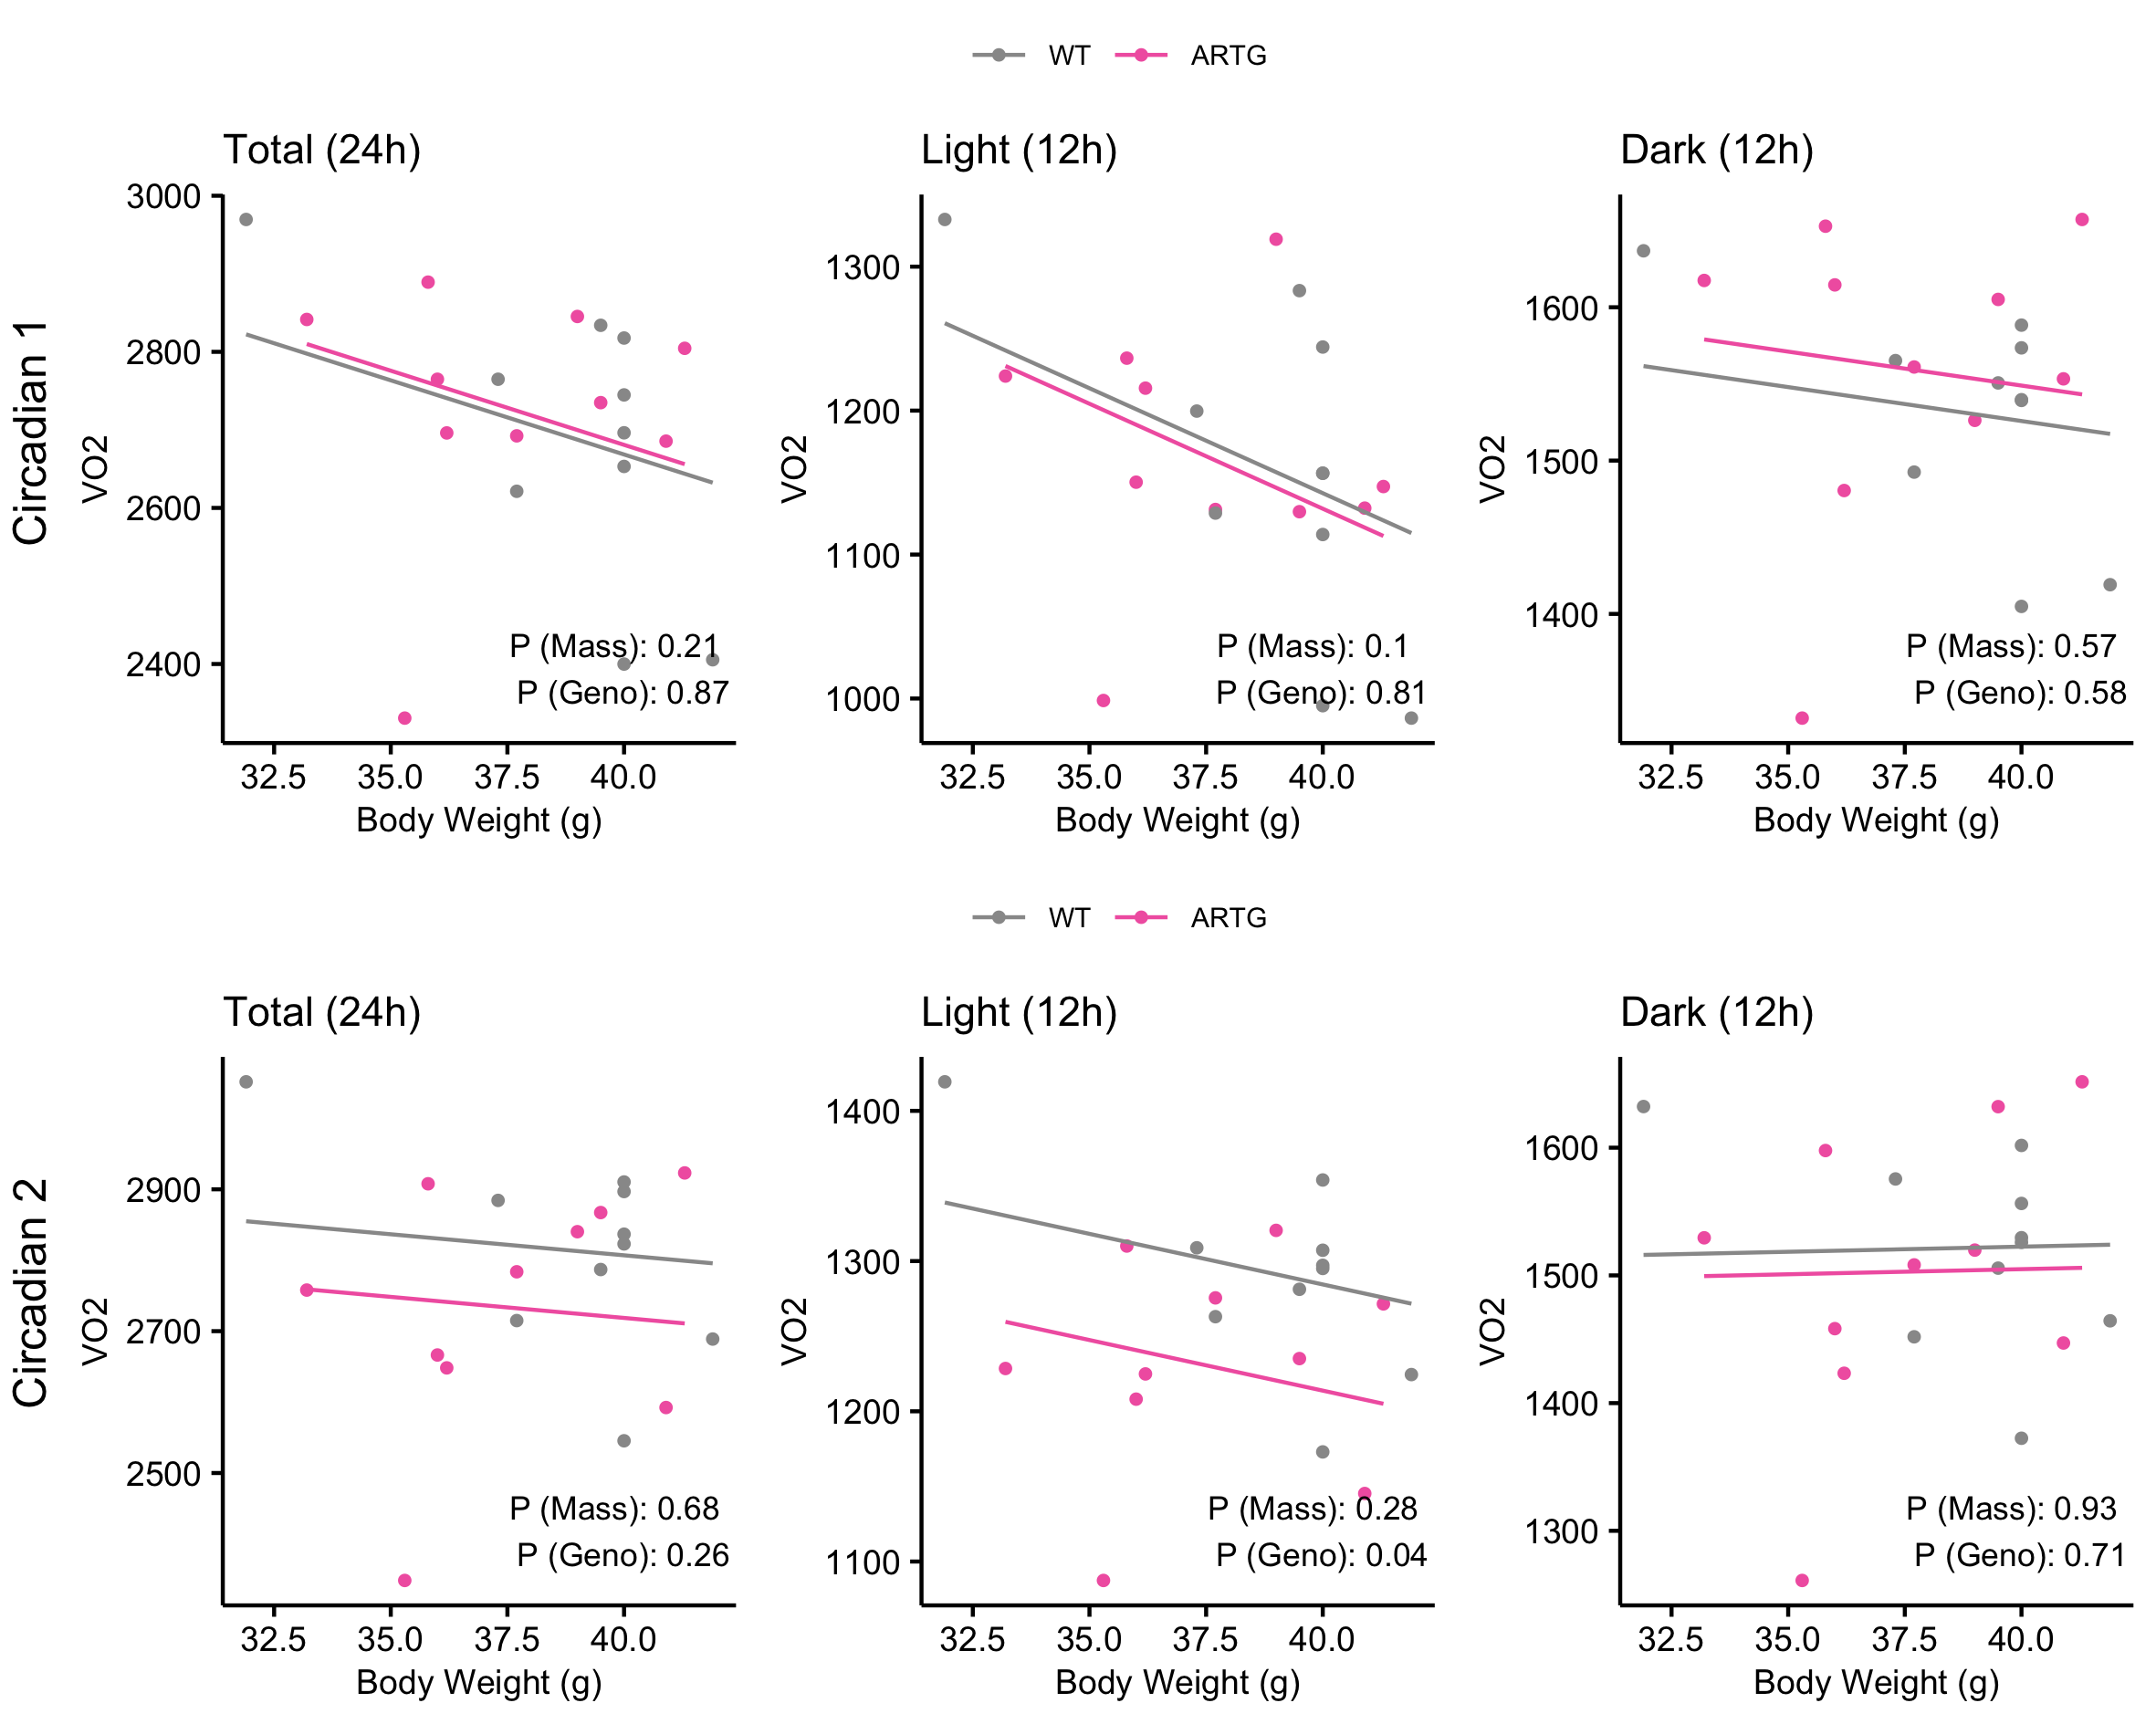 WT ARTG
Circadian 1
Total (24h)
VO2
3000
2800
2600
2400
P (Mass): 0.21
P (Geno): 0.87
32.5 35.0 37.5 40.0
Body Weight (g)
Light (12h)
VO2
1300
1200
1100
1000
P (Mass): 0.1
P (Geno): 0.81
32.5 35.0 37.5 40.0
Body Weight (g)
Dark (12h)
VO2
1600
1500
1400
P (Mass): 0.57
P (Geno): 0.58
32.5 35.0 37.5 40.0
Body Weight (g)
WT ARTG
Circadian 2
Total (24h)
VO2
2900
2700
2500
P (Mass): 0.68
P (Geno): 0.26
32.5 35.0 37.5 40.0
Body Weight (g)
Light (12h)
VO2
1400
1300
1200
1100
P (Mass): 0.28
P (Geno): 0.04
32.5 35.0 37.5 40.0
Body Weight (g)
Dark (12h)
VO2
1600
1500
1400
1300
P (Mass): 0.93
P (Geno): 0.71
32.5 35.0 37.5 40.0
Body Weight (g)